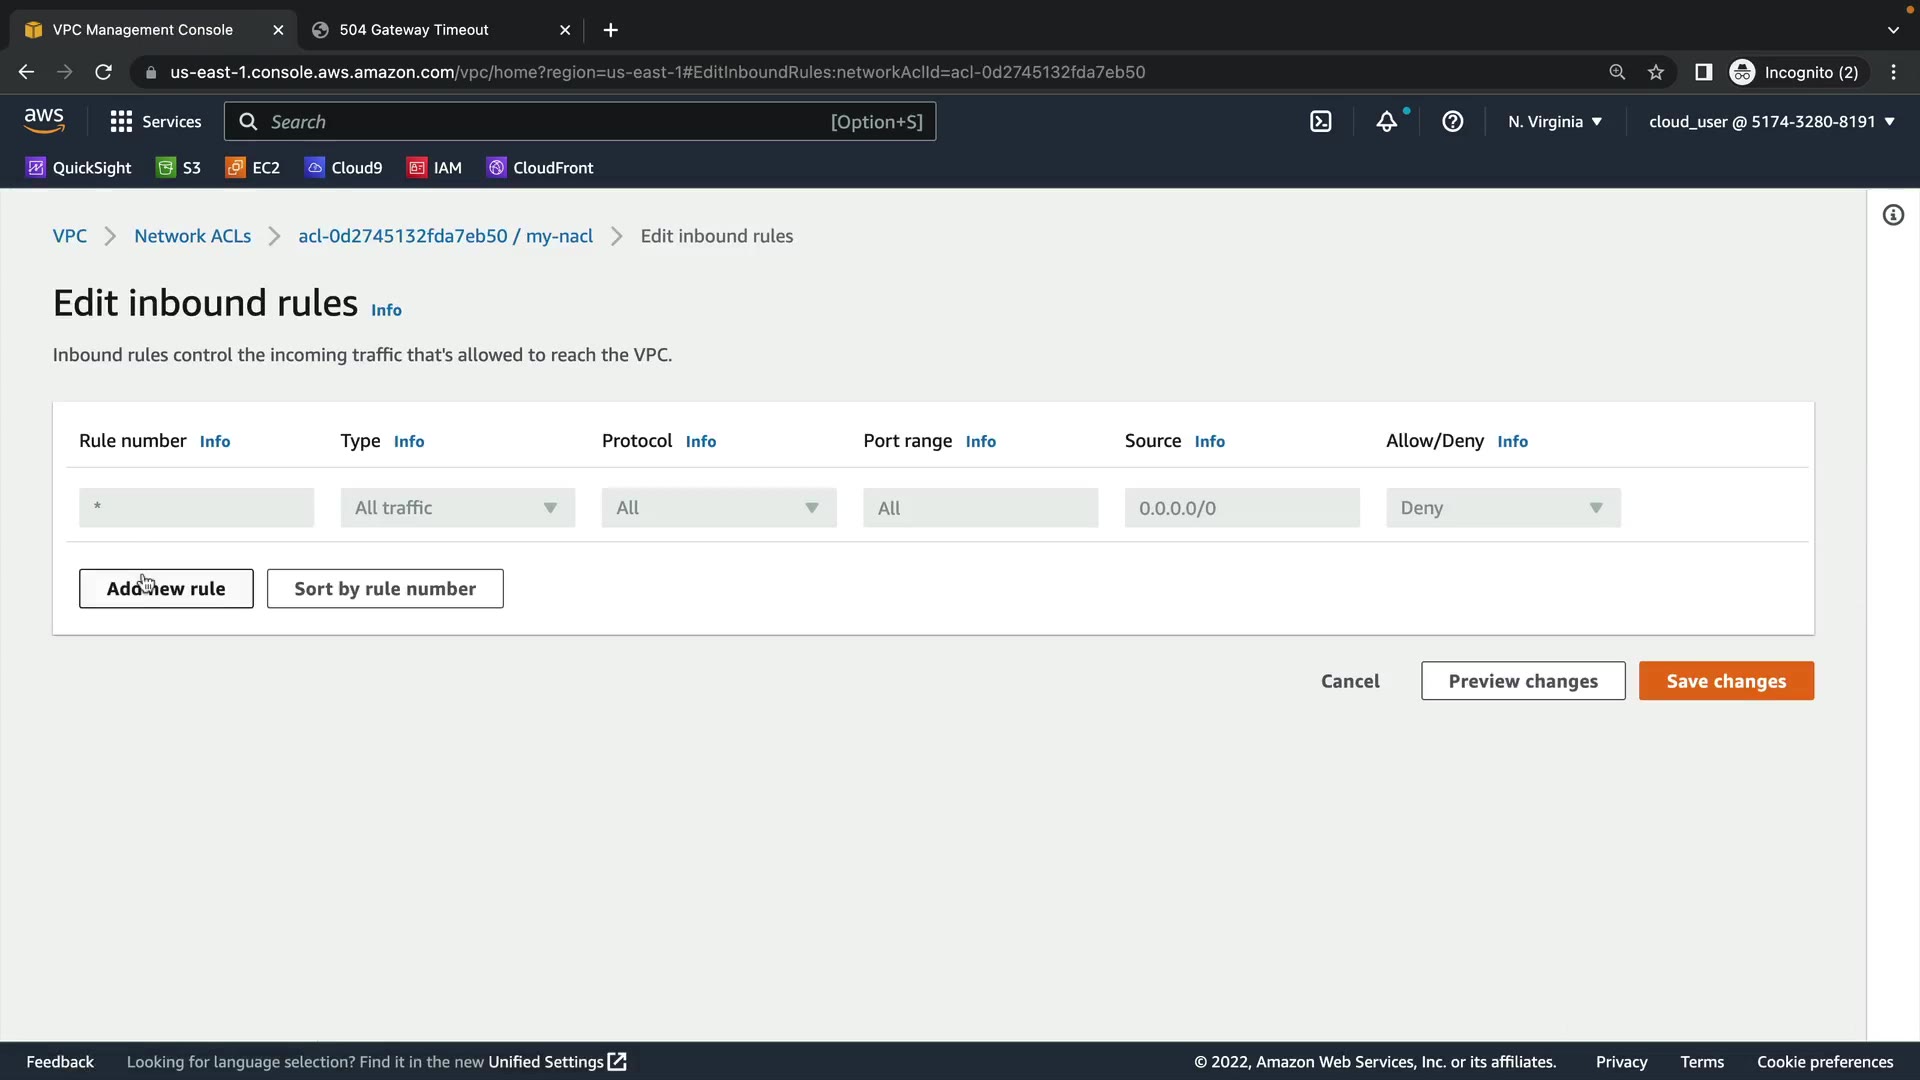 VPC Management Console
504 Gateway Timeout
us-east-1.console.aws.amazon.com/vpc/home?region=us-east-1#EditInboundRules:networkAclId=acl-0d2745132fda7eb50
Incognito (2)
aws
Services
Search
[Option+S]
N. Virginia
cloud_user @ 5174-3280-8191
QuickSight
S3
EC2
Cloud9
IAM
CloudFront
VPC
Network ACLs
acl-0d2745132fda7eb50 / my-nacl
Edit inbound rules
Edit inbound rules Info
Inbound rules control the incoming traffic that's allowed to reach the VPC.
Rule number Info
Type Info
Protocol Info
Port range Info
Source Info
Allow/Deny Info
*
All traffic
All
All
0.0.0.0/0
Deny
Add new rule
Sort by rule number
Cancel
Preview changes
Save changes
Feedback
Looking for language selection? Find it in the new Unified Settings
© 2022, Amazon Web Services, Inc. or its affiliates.
Privacy
Terms
Cookie preferences